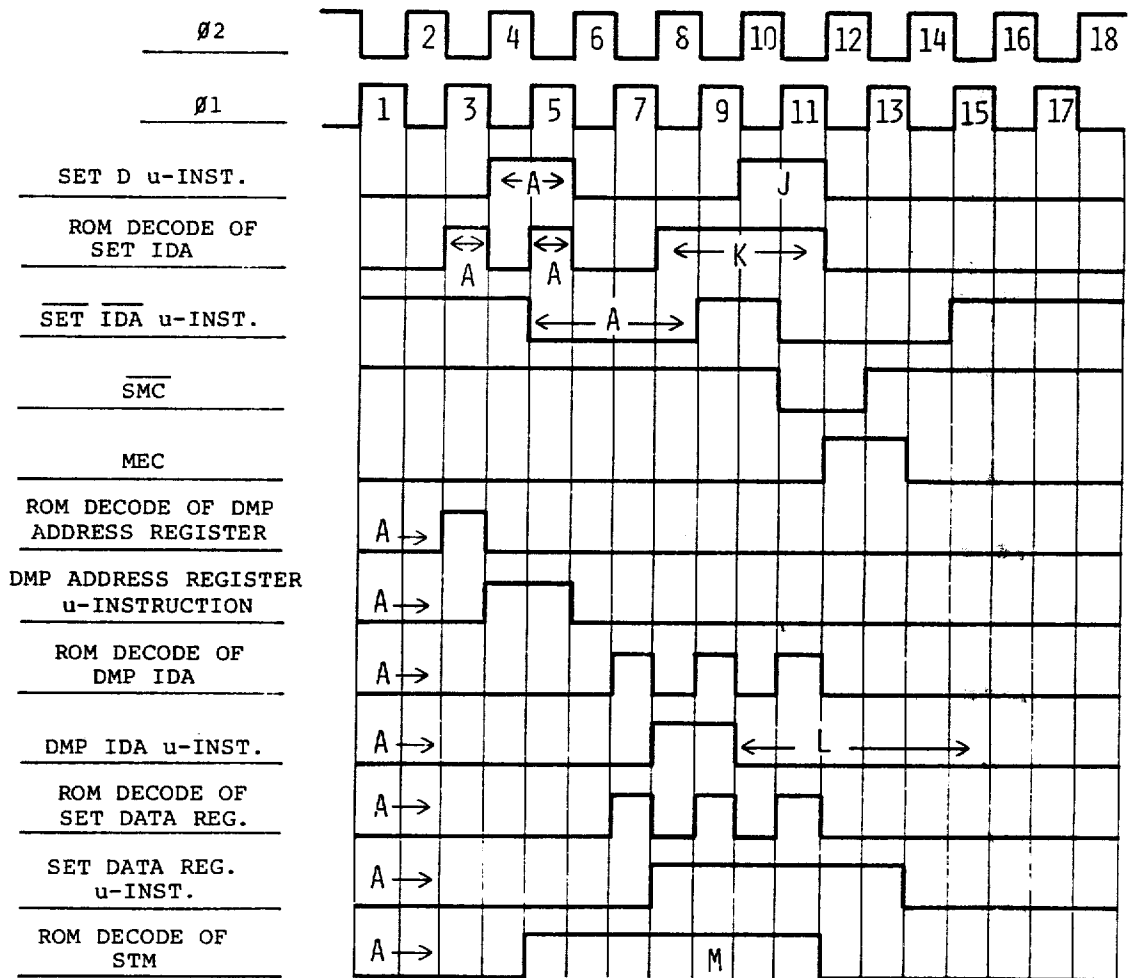 ø2 2 4 6 8 10 12 14 16 18
ø1 1 3 5 7 9 11 13 15 17
SET D u-INST. A J
ROM DECODE OF
SET IDA
A A K
SET IDA u-INST. A
SMC
MEC
ROM DECODE OF DMP
ADDRESS REGISTER
A
DMP ADDRESS REGISTER
u-INSTRUCTION
A
ROM DECODE OF
DMP IDA
A
DMP IDA u-INST. A L
ROM DECODE OF
SET DATA REG.
A
SET DATA REG.
u-INST.
A
ROM DECODE OF
STM
A M